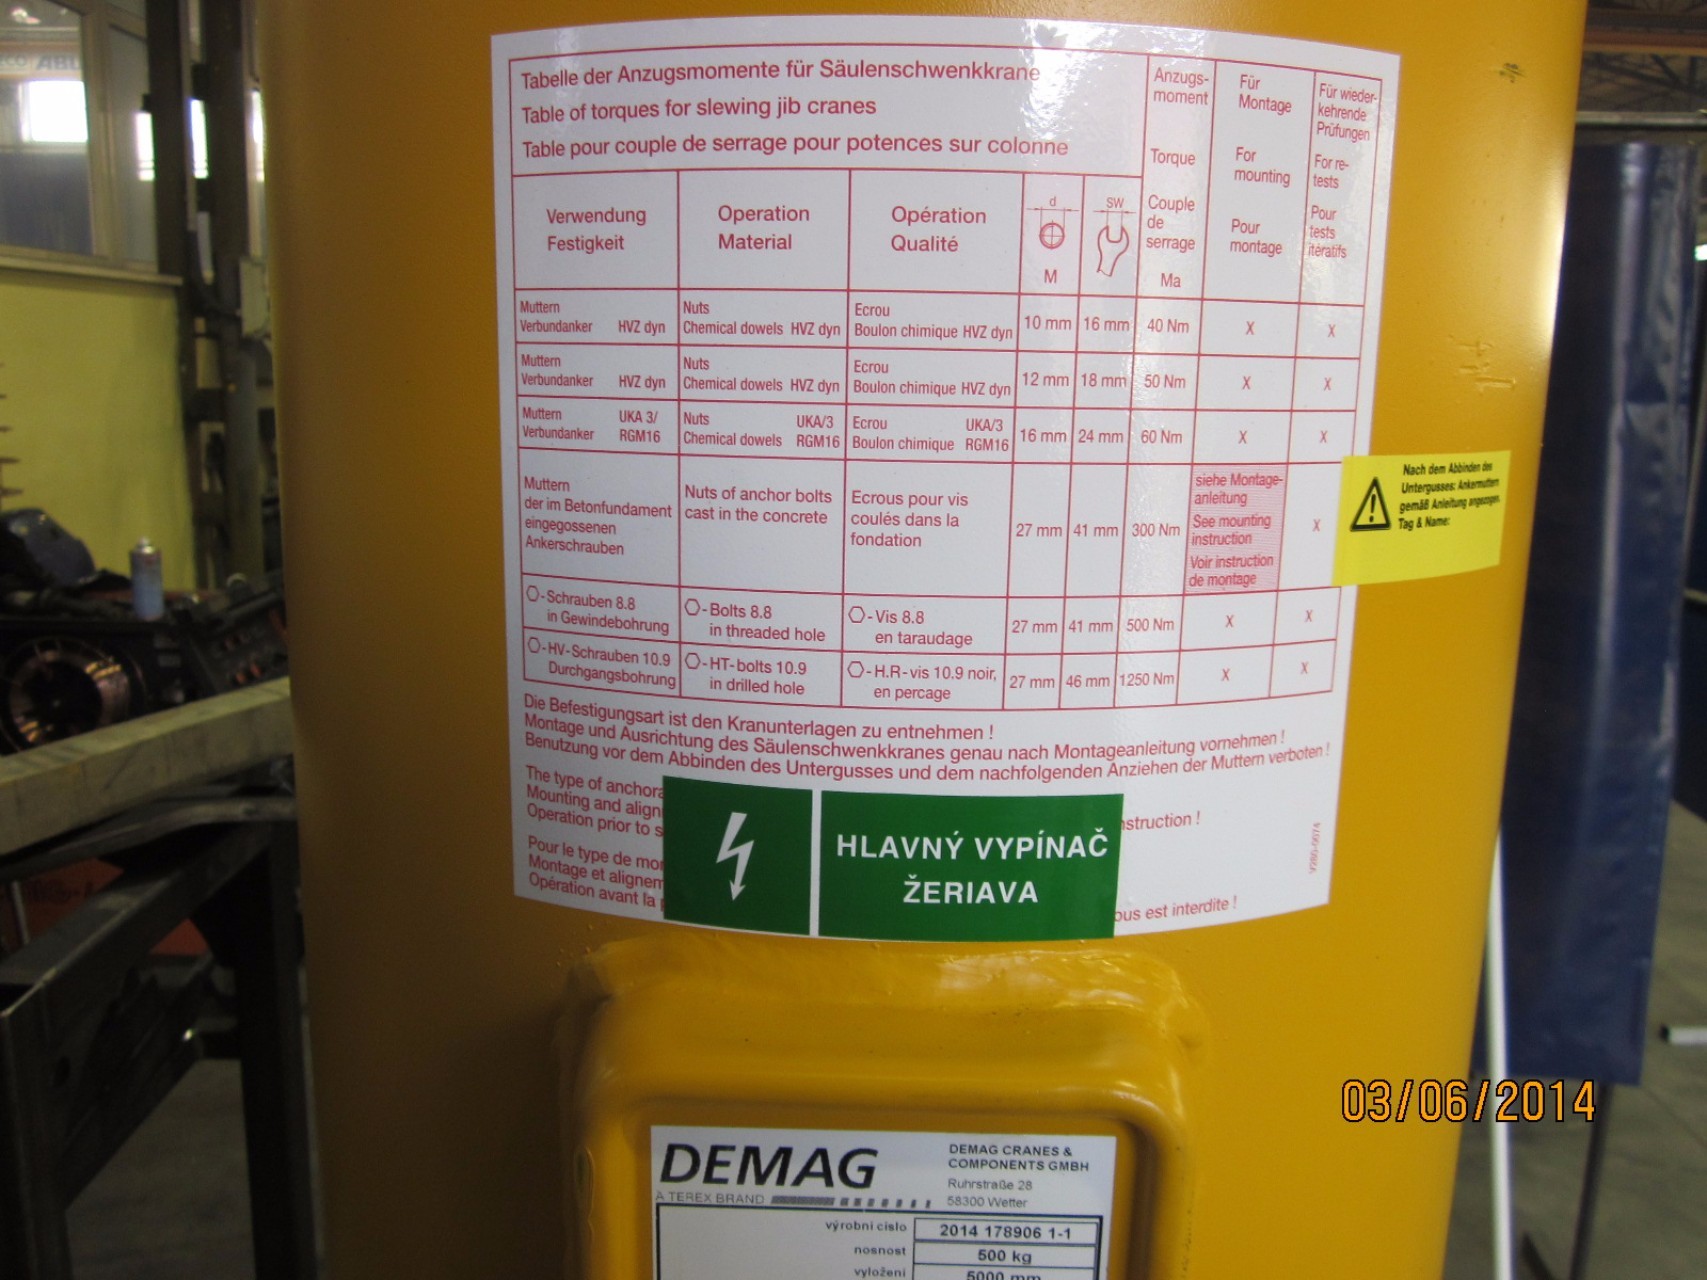 Tabelle der Anzugsmomente für Säulenschwenkkrane
Table of torques for slewing jib cranes
Table pour couple de serrage pour potences sur colonne
Anzugs-
moment
Torque
Couple
de
serrage
Ma
Für
Montage
For
mounting
Pour
montage
Für wieder-
kehrende
Prüfungen
For re-
tests
Pour
tests
itératifs
Verwendung
Festigkeit
Operation
Material
Opération
Qualité
d
M
SW
Muttern
Verbundanker HVZ dyn
Nuts
Chemical dowels HVZ dyn
Ecrou
Boulon chimique HVZ dyn
10 mm 16 mm 40 Nm X X
Muttern
Verbundanker HVZ dyn
Nuts
Chemical dowels HVZ dyn
Ecrou
Boulon chimique HVZ dyn
12 mm 18 mm 50 Nm X X
Muttern UKA 3/
Verbundanker RGM16
Nuts UKA/3
Chemical dowels RGM16
Ecrou UKA/3
Boulon chimique RGM16
16 mm 24 mm 60 Nm X X
Muttern
der im Betonfundament
eingegossenen
Ankerschrauben
Nuts of anchor bolts
cast in the concrete
Ecrous pour vis
coulés dans la
fondation
27 mm 41 mm 300 Nm
siehe Montage-
anleitung
See mounting
instruction
Voir instruction
de montage
X
Nach dem Abbinden des
Untergusses: Ankermuttern
gemäß Anleitung angezogen.
Tag & Name:
-Schrauben 8.8
in Gewindebohrung
-Bolts 8.8
in threaded hole
-Vis 8.8
en taraudage
27 mm 41 mm 500 Nm X X
-HV-Schrauben 10.9
Durchgangsbohrung
-HT-bolts 10.9
in drilled hole
-H.R-vis 10.9 noir,
en percage
27 mm 46 mm 1250 Nm X X
Die Befestigungsart ist den Kranunterlagen zu entnehmen !
Montage und Ausrichtung des Säulenschwenkkranes genau nach Montageanleitung vornehmen !
Benutzung vor dem Abbinden des Untergusses und dem nachfolgenden Anziehen der Muttern verboten !
The type of anchora
Mounting and align nstruction !
Operation prior to s
Pour le type de mo
Montage et alignem
Opération avant la ous est interdite !
HLAVNÝ VYPÍNAČ
ŽERIAVA
03/06/2014
DEMAG
A TEREX BRAND
DEMAG CRANES &
COMPONENTS GMBH
Ruhrstraße 28
58300 Wetter
výrobní cislo 2014 178906 1-1
nosnost 500 kg
vyložení 5000 mm